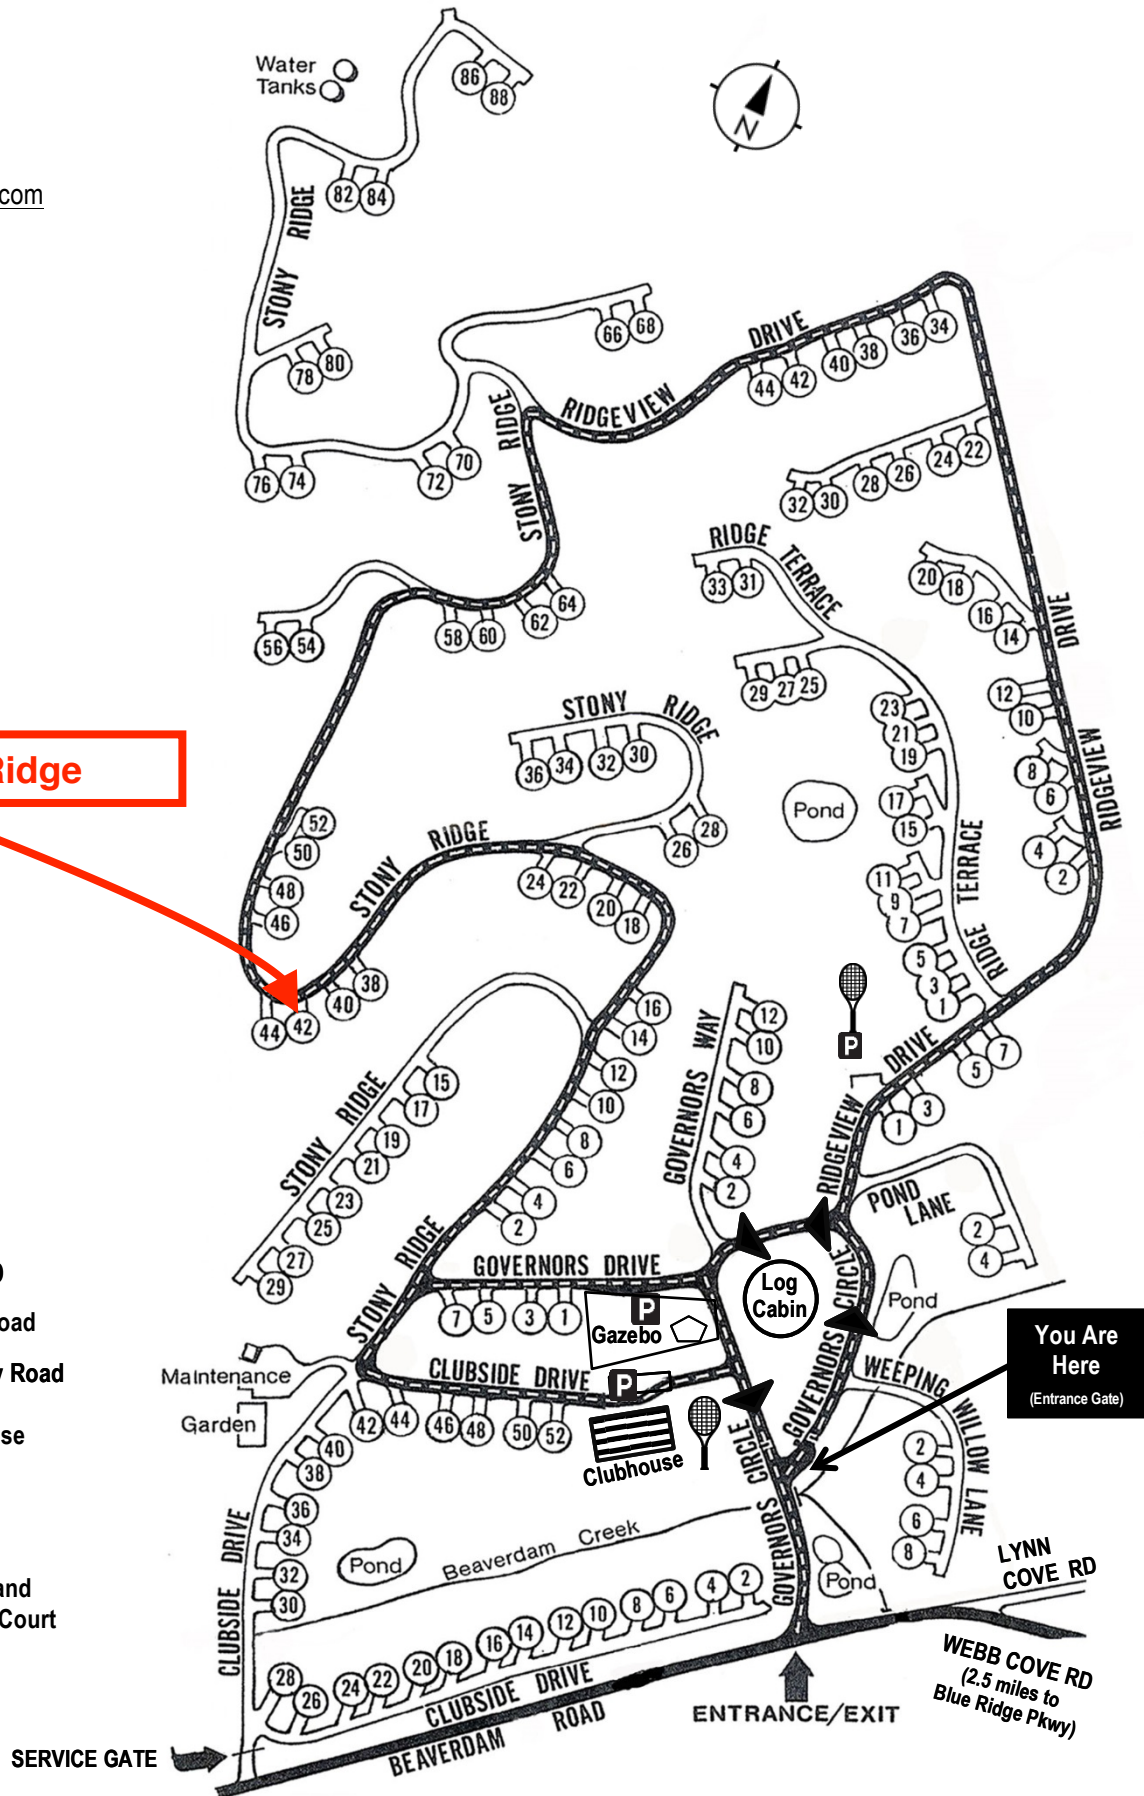 Water
Tanks
86
88
N
com
82
84
STONY RIDGE
66
68
78
80
DRIVE
34
36
38
40
42
44
RIDGEVIEW
STONY RIDGE
70
72
74
76
22
24
26
28
30
32
RIDGE TERRACE
33
31
20
18
16
14
DRIVE
64
62
60
58
56
54
29
27
25
12
10
STONY RIDGE
36
34
32
30
23
21
19
RIDGEVIEW
8
6
Ridge
Pond
17
15
28
26
4
2
52
50
48
46
STONY RIDGE
24
22
20
18
11
9
7
TERRACE
RIDGE
5
3
1
38
40
42
44
16
14
12
10
8
6
4
2
P
GOVERNORS WAY
12
10
8
6
4
2
DRIVE
7
5
3
1
RIDGEVIEW
STONY RIDGE
15
17
19
21
23
25
27
29
POND
LANE
2
4
STONY RIDGE
GOVERNORS DRIVE
7
5
3
1
P
Gazebo
Log
Cabin
GOVERNORS CIRCLE
Pond
oad
y Road
se
and
Court
You Are
Here
(Entrance Gate)
Maintenance
Garden
CLUBSIDE DRIVE
P
42
44
46
48
50
52
Clubhouse
GOVERNORS CIRCLE
WEEPING WILLOW LANE
2
4
6
8
40
38
36
34
32
30
CLUBSIDE DRIVE
Pond
Beaverdam Creek
Pond
LYNN
COVE RD
28
26
24
22
20
18
16
14
12
10
8
6
4
2
CLUBSIDE DRIVE
BEAVERDAM ROAD
ENTRANCE/EXIT
WEBB COVE RD
(2.5 miles to
Blue Ridge Pkwy)
SERVICE GATE